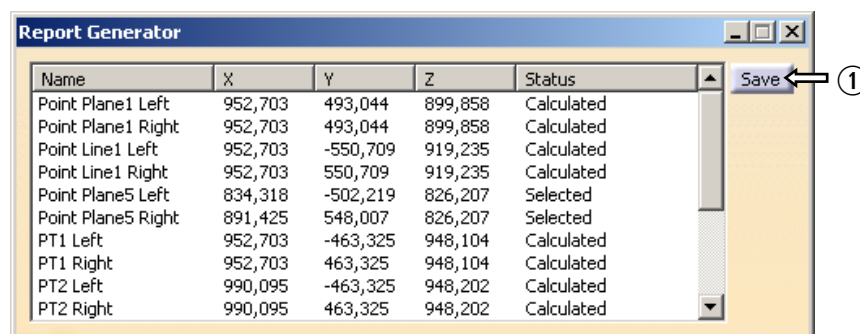 Report Generator
Name X Y Z Status
Save ①
Point Plane1 Left 952,703 493,044 899,858 Calculated
Point Plane1 Right 952,703 493,044 899,858 Calculated
Point Line1 Left 952,703 -550,709 919,235 Calculated
Point Line1 Right 952,703 550,709 919,235 Calculated
Point Plane5 Left 834,318 -502,219 826,207 Selected
Point Plane5 Right 891,425 548,007 826,207 Selected
PT1 Left 952,703 -463,325 948,104 Calculated
PT1 Right 952,703 463,325 948,104 Calculated
PT2 Left 990,095 -463,325 948,202 Calculated
PT2 Right 990,095 463,325 948,202 Calculated